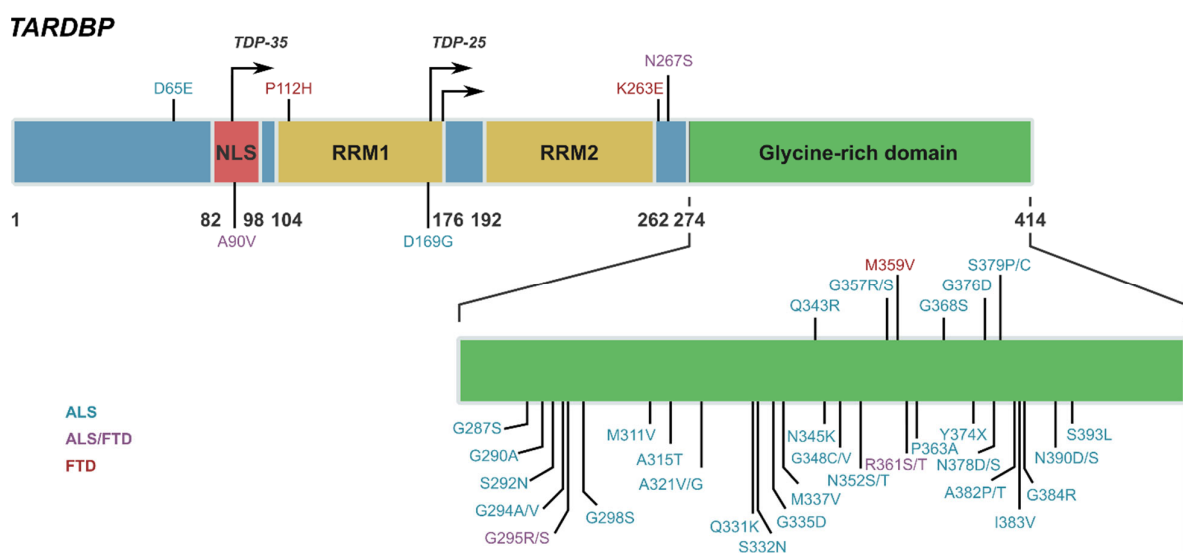 TARDBP
TDP-35
TDP-25
N267S
D65E
P112H
K263E
NLS
RRM1
RRM2
Glycine-rich domain
1
82
98
104
176
192
262
274
414
A90V
D169G
M359V
S379P/C
G357R/S
G376D
Q343R
G368S
ALS
ALS/FTD
FTD
G287S
G290A
S292N
G294A/V
G295R/S
G298S
M311V
A315T
A321V/G
Q331K
S332N
G335D
M337V
N345K
G348C/V
N352S/T
R361S/T
P363A
Y374X
N378D/S
A382P/T
I383V
G384R
N390D/S
S393L